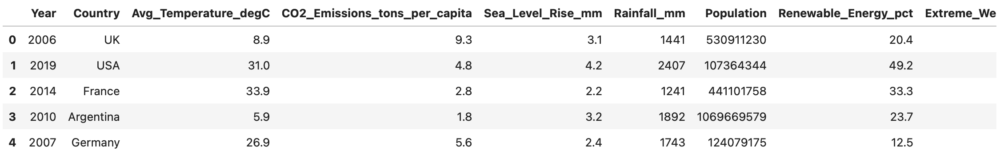 Year Country Avg_Temperature_degC CO2_Emissions_tons_per_capita Sea_Level_Rise_mm Rainfall_mm Population Renewable_Energy_pct Extreme_We
0 2006 UK 8.9 9.3 3.1 1441 530911230 20.4
1 2019 USA 31.0 4.8 4.2 2407 107364344 49.2
2 2014 France 33.9 2.8 2.2 1241 441101758 33.3
3 2010 Argentina 5.9 1.8 3.2 1892 1069669579 23.7
4 2007 Germany 26.9 5.6 2.4 1743 124079175 12.5